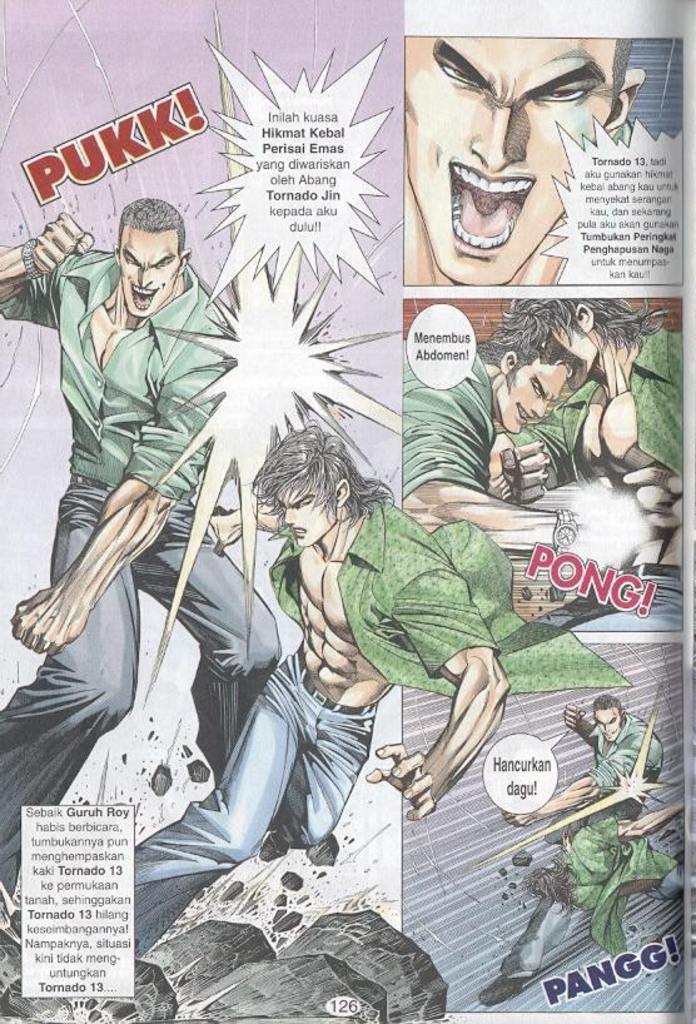 PUKK!
Inilah kuasa
Hikmat Kebal
Perisai Emas
yang diwariskan
oleh Abang
Tornado Jin
kepada aku
dulu!!
Tornado 13, tadi
aku gunakan hikmat
kebal abang kau untuk
menyekat serangan
kau, dan sekarang
pula aku akan gunakan
Tumbukan Peringkat
Penghapusan Naga
untuk menumpas-
kan kau!!
Menembus
Abdomen!
PONG!
Hancurkan
dagu!
PANGG!
Sebaik Guruh Roy
habis berbicara,
tumbukannya pun
menghempaskan
kaki Tornado 13
ke permukaan
tanah, sehinggakan
Tornado 13 hilang
keseimbangannya!
Nampaknya, situasi
kini tidak meng-
untungkan
Tornado 13....
126